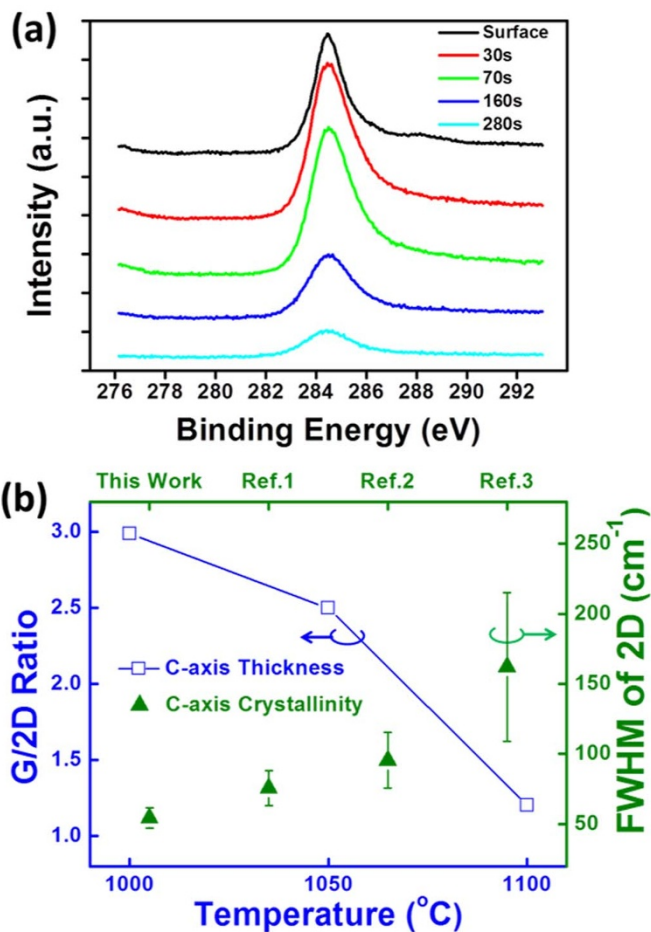 (a)
Surface
30s
70s
160s
280s
Intensity (a.u.)
276 278 280 282 284 286 288 290 292
Binding Energy (eV)
(b)
This Work Ref.1 Ref.2 Ref.3
3.0
2.5
2.0
1.5
1.0
G/2D Ratio
C-axis Thickness
C-axis Crystallinity
250
200
150
100
50
FWHM of 2D (cm⁻¹)
1000 1050 1100
Temperature (°C)